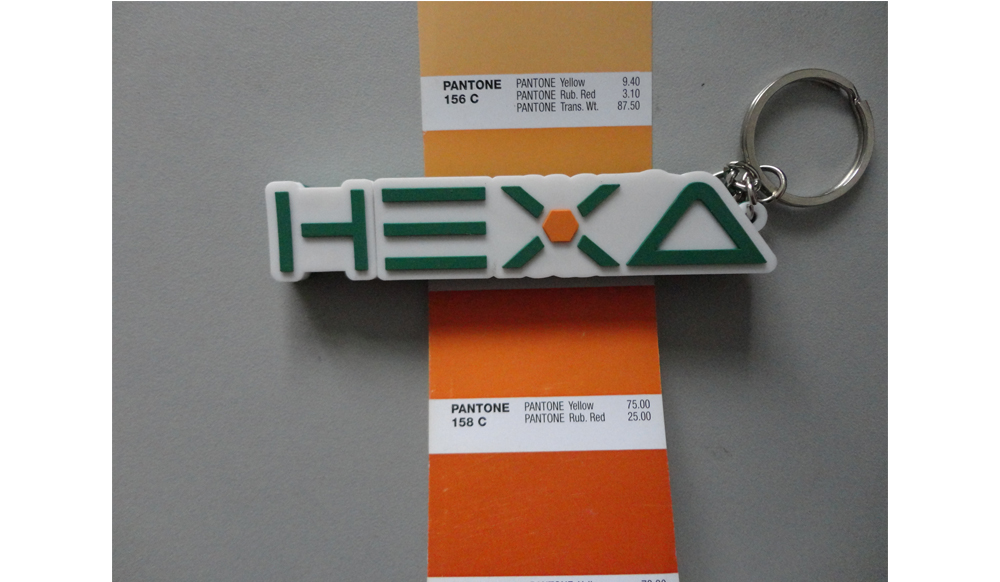 PANTONE
156 C
PANTONE Yellow 9.40
PANTONE Rub. Red 3.10
PANTONE Trans. Wt. 87.50
HEXA
PANTONE
158 C
PANTONE Yellow 75.00
PANTONE Rub. Red 25.00